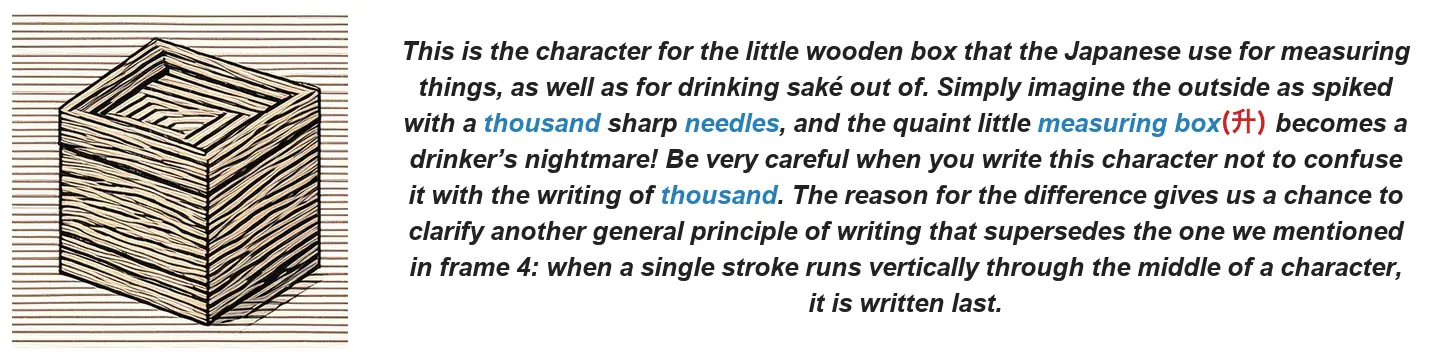 This is the character for the little wooden box that the Japanese use for measuring
things, as well as for drinking saké out of. Simply imagine the outside as spiked
with a thousand sharp needles, and the quaint little measuring box(升) becomes a
drinker’s nightmare! Be very careful when you write this character not to confuse
it with the writing of thousand. The reason for the difference gives us a chance to
clarify another general principle of writing that supersedes the one we mentioned
in frame 4: when a single stroke runs vertically through the middle of a character,
it is written last.